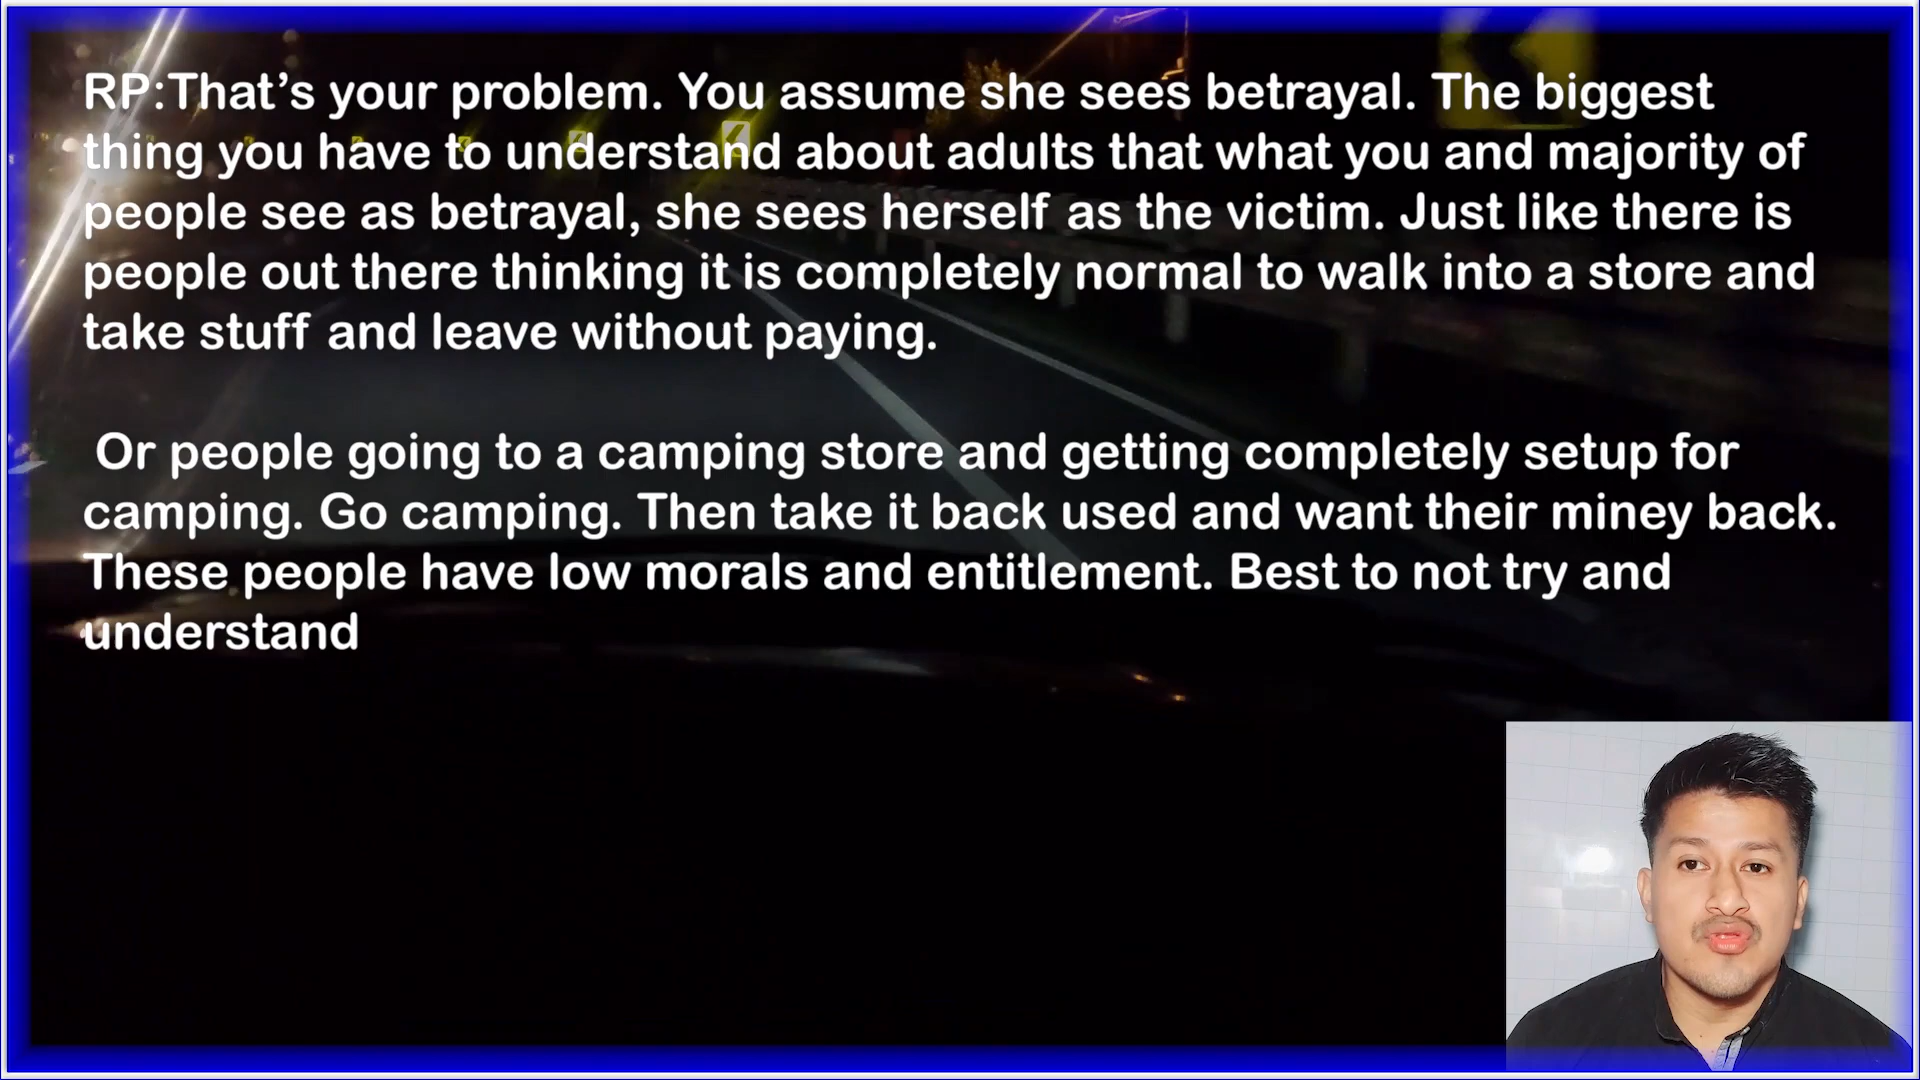 RP:That’s your problem. You assume she sees betrayal. The biggest
thing you have to understand about adults that what you and majority of
people see as betrayal, she sees herself as the victim. Just like there is
people out there thinking it is completely normal to walk into a store and
take stuff and leave without paying.
Or people going to a camping store and getting completely setup for
camping. Go camping. Then take it back used and want their miney back.
These people have low morals and entitlement. Best to not try and
understand